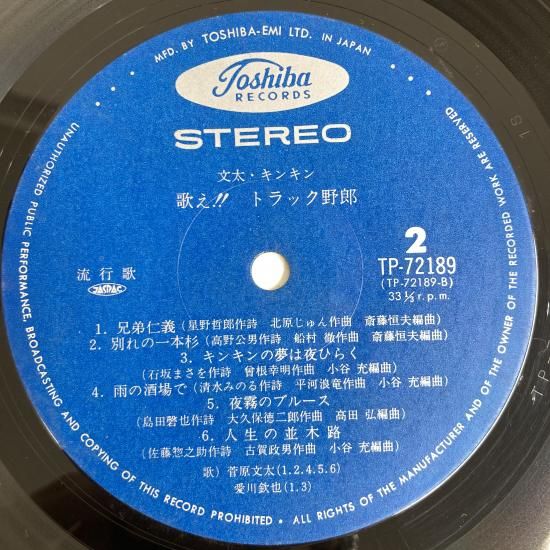 MFD. BY TOSHIBA-EMI LTD. IN JAPAN
Toshiba
RECORDS
STEREO
文太・キンキン
歌え!! トラック野郎
流行歌
JASRAC
2
TP-72189
(TP-72189-B)
33⅓ r.p.m.
1. 兄弟仁義(星野哲郎作詩 北原じゅん作曲 斎藤恒夫編曲)
2. 別れの一本杉(高野公男作詩 船村 徹作曲 斎藤恒夫編曲)
3. キンキンの夢は夜ひらく
(石坂まさを作詩 曽根幸明作曲 小谷 充編曲)
4. 雨の酒場で(清水みのる作詩 平河浪竜作曲 小谷 充編曲)
5. 夜霧のブルース
(島田磬也作詩 大久保徳二郎作曲 高田 弘編曲)
6. 人生の並木路
(佐藤惣之助作詩 古賀政男作曲 小谷 充編曲)
歌) 菅原文太(1.2.4.5.6)
愛川欽也(1.3)
UNAUTHORIZED PUBLIC PERFORMANCE, BROADCASTING AND COPYING OF THIS RECORD PROHIBITED • ALL RIGHTS OF THE MANUFACTURER AND OF THE OWNER OF THE RECORDED WORK ARE RESERVED